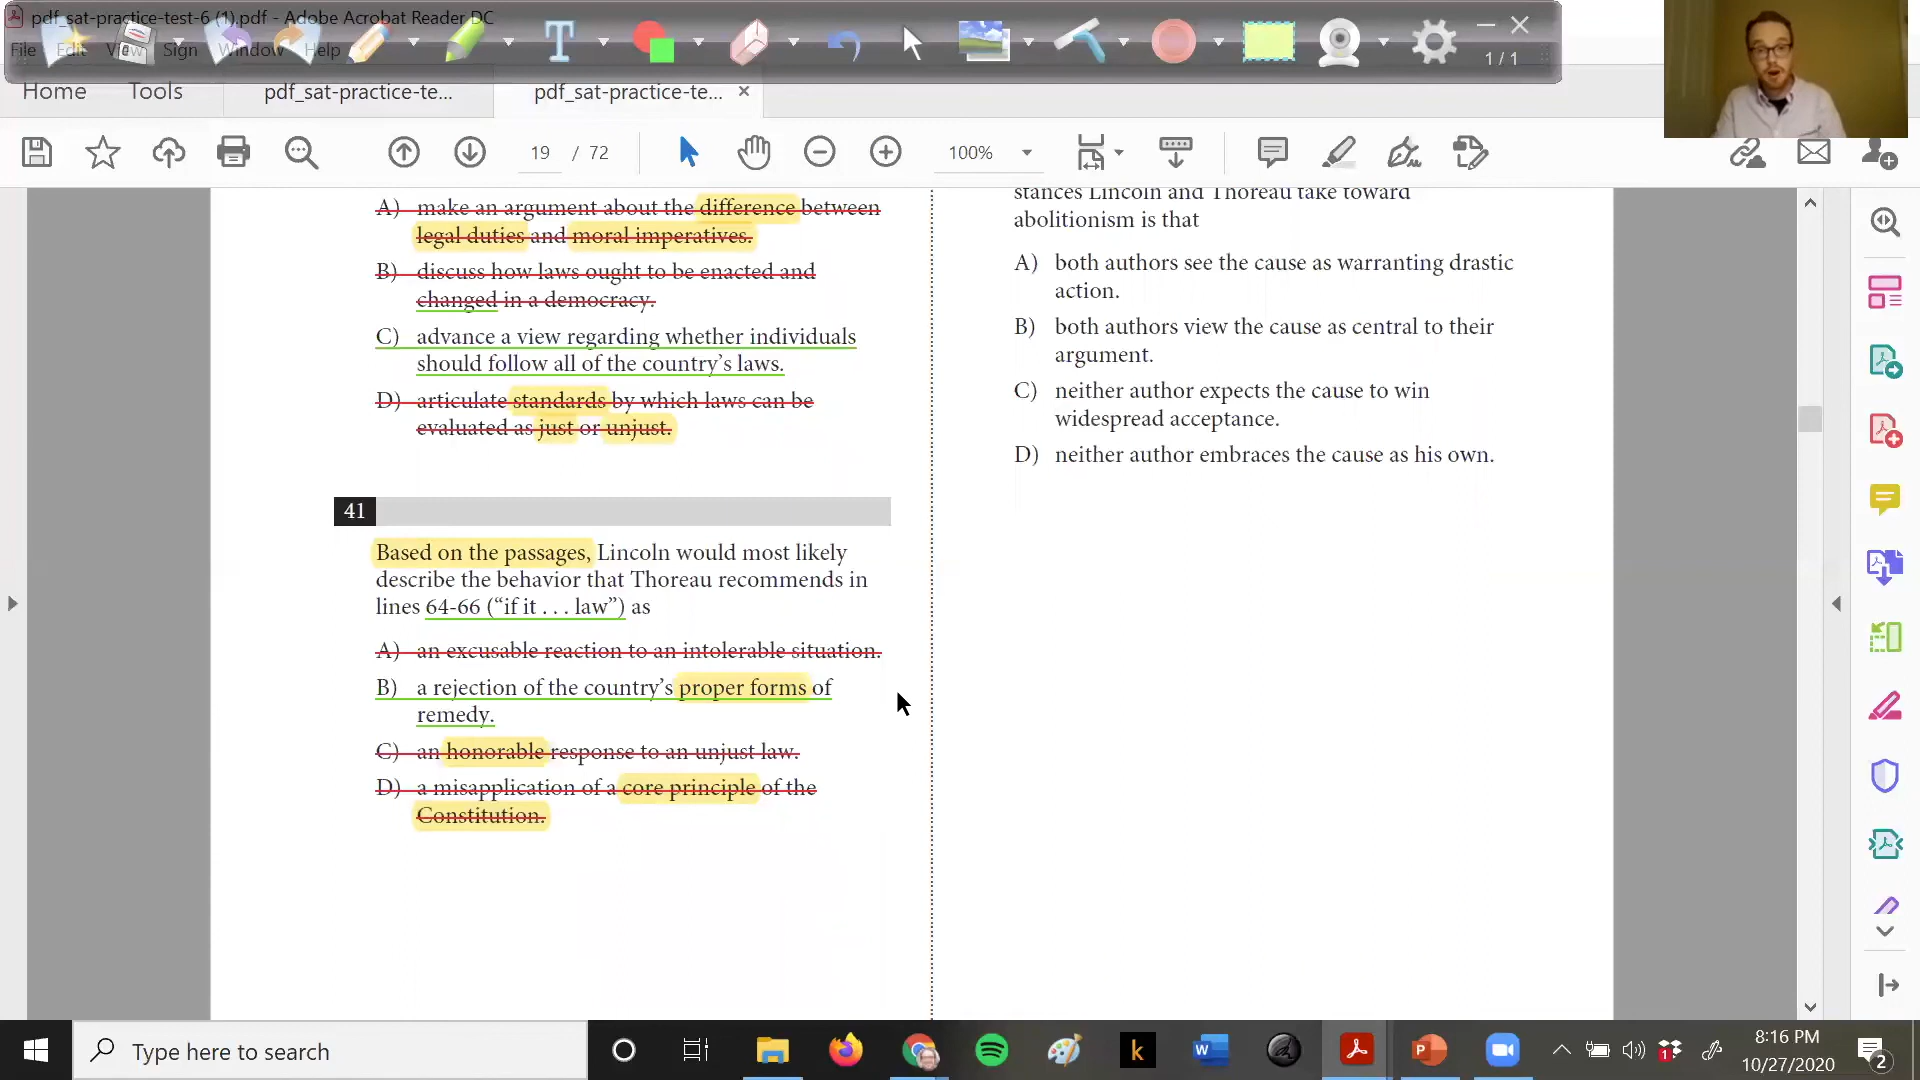 pdf_sat-practice-test-6 (1).pdf - Adobe Acrobat Reader DC
File Edit View Sign Window Help
1 / 1
Home Tools pdf_sat-practice-te... pdf_sat-practice-te... ×
19 / 72 100%
A) make an argument about the difference between
legal duties and moral imperatives.
B) discuss how laws ought to be enacted and
changed in a democracy.
C) advance a view regarding whether individuals
should follow all of the country’s laws.
D) articulate standards by which laws can be
evaluated as just or unjust.
41
Based on the passages, Lincoln would most likely
describe the behavior that Thoreau recommends in
lines 64-66 (“if it . . . law”) as
A) an excusable reaction to an intolerable situation.
B) a rejection of the country’s proper forms of
remedy.
C) an honorable response to an unjust law.
D) a misapplication of a core principle of the
Constitution.
stances Lincoln and Thoreau take toward
abolitionism is that
A) both authors see the cause as warranting drastic
action.
B) both authors view the cause as central to their
argument.
C) neither author expects the cause to win
widespread acceptance.
D) neither author embraces the cause as his own.
Type here to search
8:16 PM
10/27/2020
2